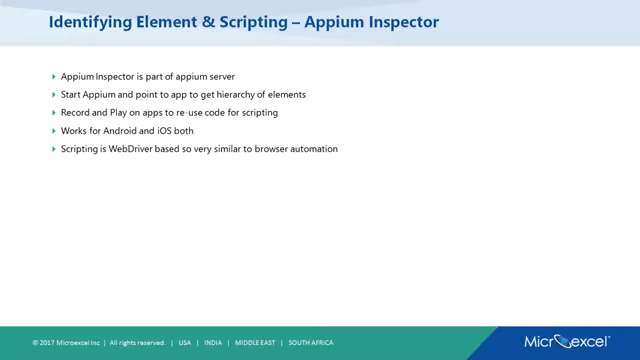 Identifying Element & Scripting – Appium Inspector
Appium Inspector is part of appium server
Start Appium and point to app to get hierarchy of elements
Record and Play on apps to re-use code for scripting
Works for Android and iOS both
Scripting is WebDriver based so very similar to browser automation
© 2017 Microexcel Inc | All rights reserved. | USA | INDIA | MIDDLE EAST | SOUTH AFRICA
Microexcel